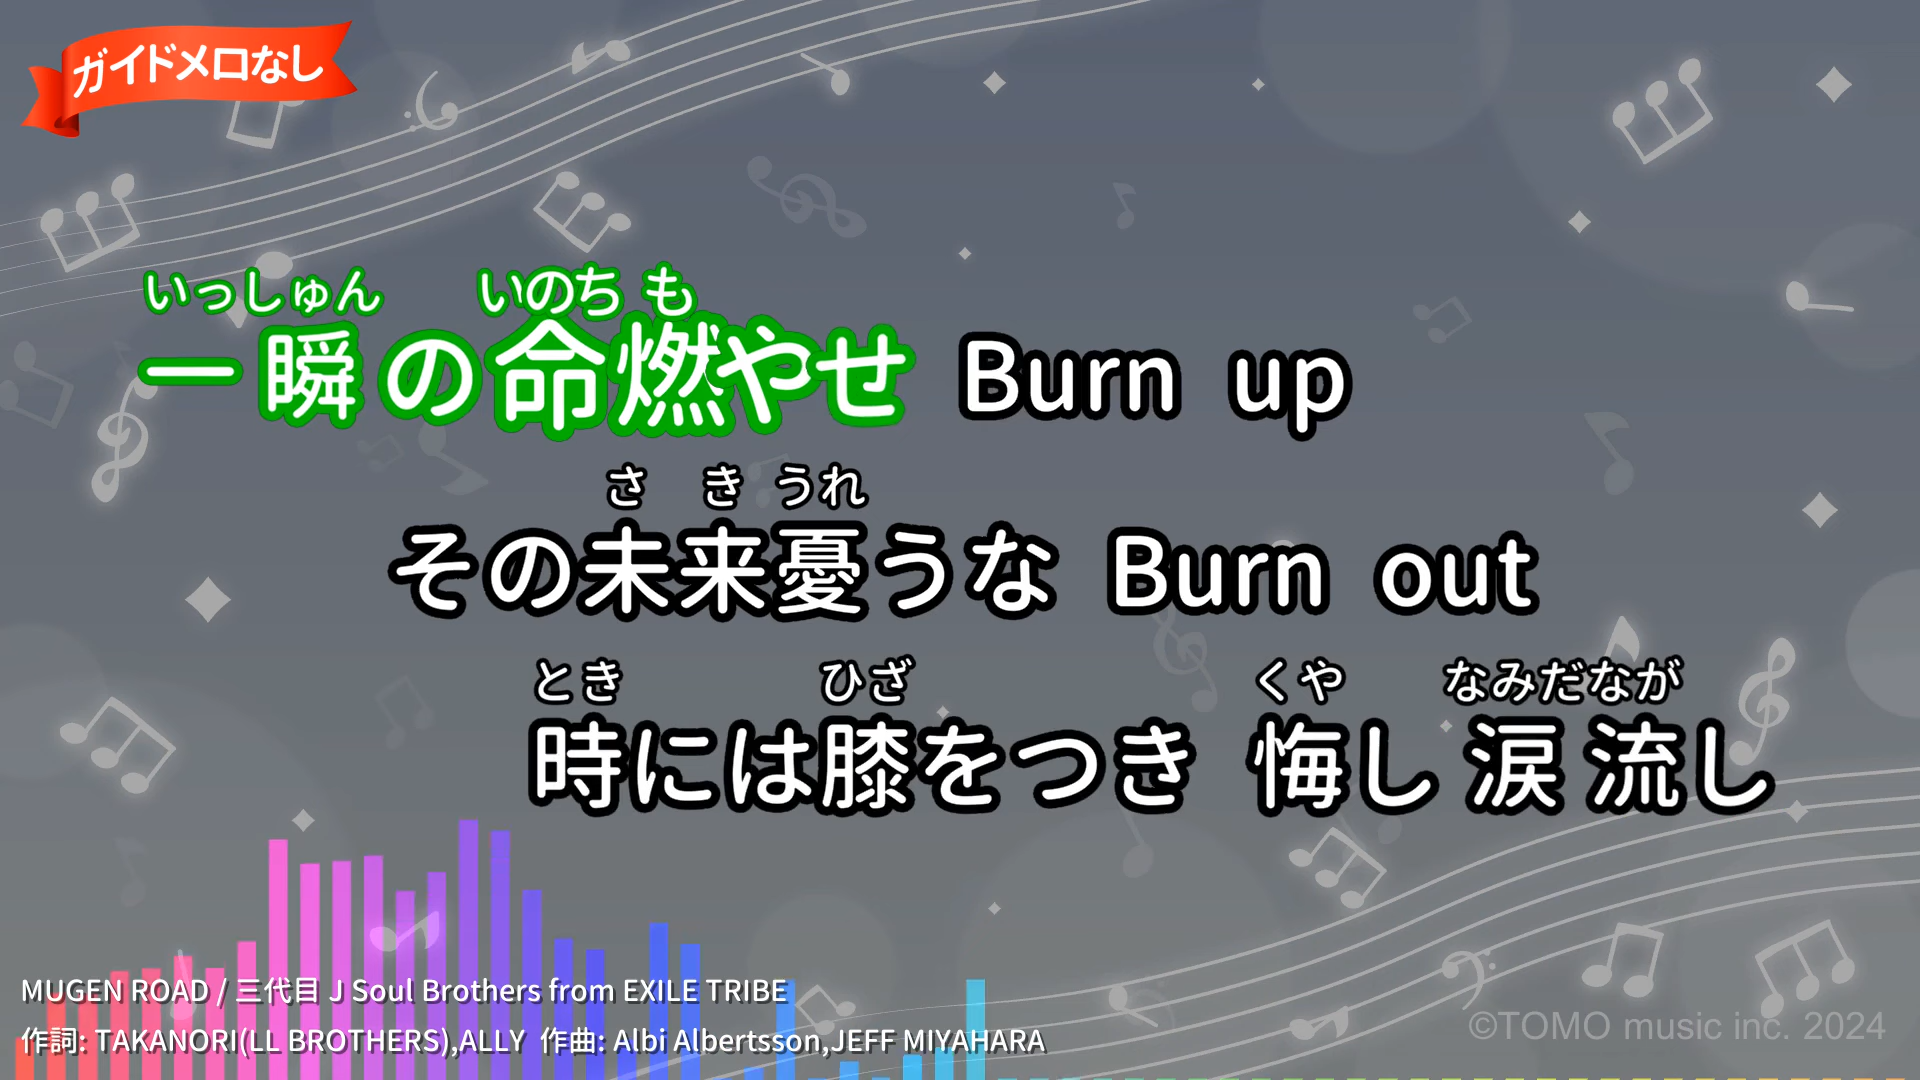 ガイドメロなし
いっしゅん いのち も
一瞬の命燃やせ Burn up
さ き うれ
その未来憂うな Burn out
とき ひざ くや なみだなが
時には膝をつき 悔し涙流し
MUGEN ROAD / 三代目 J Soul Brothers from EXILE TRIBE
作詞: TAKANORI(LL BROTHERS),ALLY 作曲: Albi Albertsson,JEFF MIYAHARA
©TOMO music inc. 2024